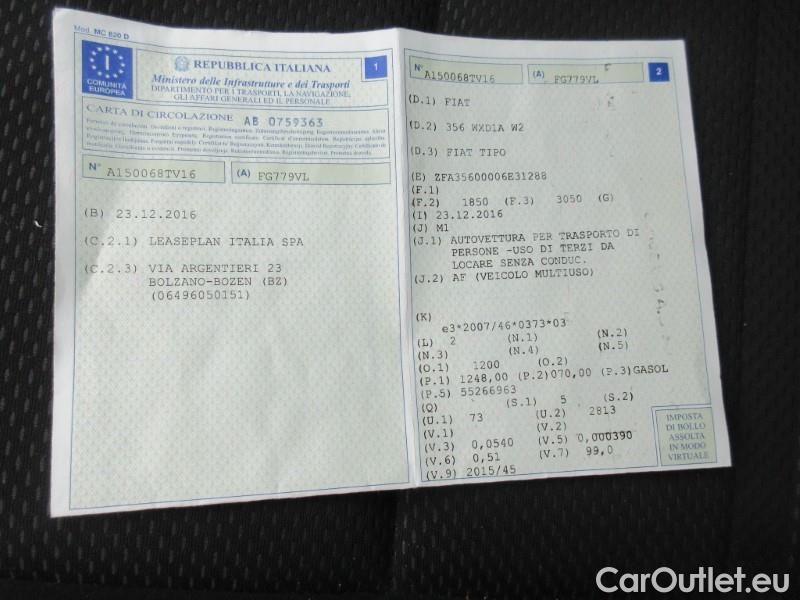 Mod. MC 820 D
I
COMUNITÀ
EUROPEA
REPUBBLICA ITALIANA
Ministero delle Infrastrutture e dei Trasporti
DIPARTIMENTO PER I TRASPORTI, LA NAVIGAZIONE,
GLI AFFARI GENERALI ED IL PERSONALE
1
CARTA DI CIRCOLAZIONE AB 0759363
N° A150068TV16 (A) FG779VL
(B) 23.12.2016
(C.2.1) LEASEPLAN ITALIA SPA
(C.2.3) VIA ARGENTIERI 23
BOLZANO-BOZEN (BZ)
(06496050151)
N° A150068TV16 (A) FG779VL
2
(D.1) FIAT
(D.2) 356 WXD1A W2
(D.3) FIAT TIPO
(E) ZFA35600006E31288
(F.1)
(F.2) 1850 (F.3) 3050 (G)
(I) 23.12.2016
(J) M1
(J.1) AUTOVETTURA PER TRASPORTO DI
PERSONE -USO DI TERZI DA
LOCARE SENZA CONDUC.
(J.2) AF (VEICOLO MULTIUSO)
(K)
e3*2007/46*0373*03
(L) 2 (N.1) (N.2)
(N.3) (N.4) (N.5)
(O.1) 1200 (O.2)
(P.1) 1248,00 (P.2)070,00 (P.3)GASOL
(P.5) 55266963
(Q) (S.1) 5 (S.2)
(U.1) 73 (U.2) 2813
(V.1) (V.2)
(V.3) 0,0540 (V.5) 0,000390
(V.6) 0,51 (V.7) 99,0
(V.9) 2015/45
IMPOSTA
DI BOLLO
ASSOLTA
IN MODO
VIRTUALE
CarOutlet.eu